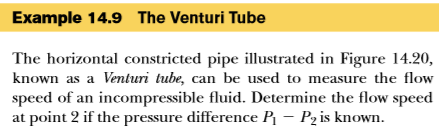 Example 14.9 The Venturi Tube
The horizontal constricted pipe illustrated in Figure 14.20,
known as a Venturi tube, can be used to measure the flow
speed of an incompressible fluid. Determine the flow speed
at point 2 if the pressure difference P₁ − P₂ is known.